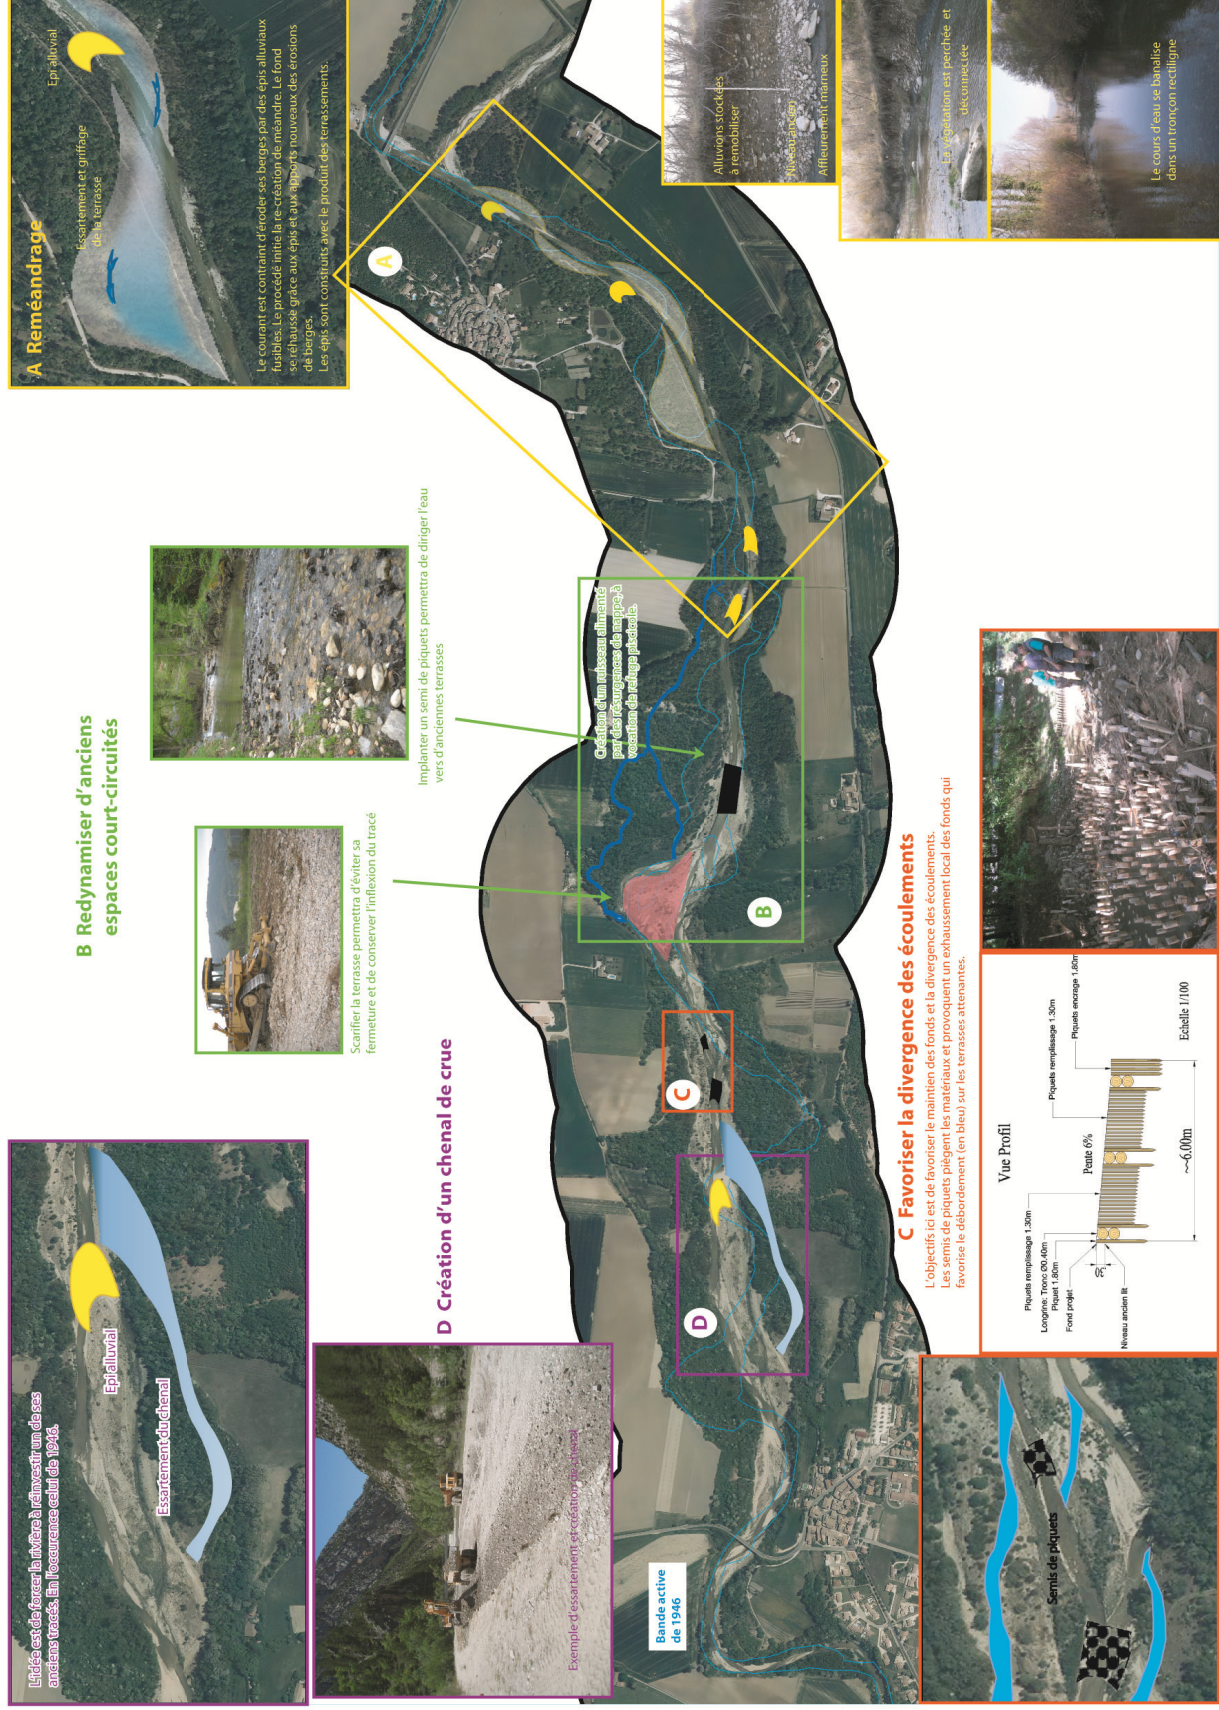 L'idée est de forcer la rivière à réinvestir un de ses
anciens tracés. En l'occurence celui de 1946.
Epi alluvial
Essartement du chenal
Exemple d'essartement et création de chenal
D Création d'un chenal de crue
B Redynamiser d'anciens
espaces court-circuités
Scarifier la terrasse permettra d'éviter sa
fermeture et de conserver l'inflexion du tracé
Implanter un semi de piquets permettra de diriger l'eau
vers d'anciennes terrasses
A Reméandrage
Epi alluvial
Essartement et griffage
de la terrasse
Le courant est contraint d'éroder ses berges par des épis alluviaux
fusibles. Le procédé initie la re-création de méandre. Le fond
se réhausse grâce aux épis et aux apports nouveaux des érosions
de berges.
Les épis sont construits avec le produit des terrassements.
Bande active
de 1946
D
C
B
Création d'un ruisseau alimenté
par des résurgences de nappe, à
vocation de refuge piscicole.
A
Alluvions stockées
à remobiliser
Niveau ancien
Affleurement marneux
La végétation est perchée et
déconnectée
Le cours d'eau se banalise
dans un tronçon rectiligne
C Favoriser la divergence des écoulements
L'objectifs ici est de favoriser le maintien des fonds et la divergence des écoulements.
Les semis de piquets piègent les matériaux et provoquent un exhaussement local des fonds qui
favorise le débordement (en bleu) sur les terrasses attenantes.
Semis de piquets
Vue Profil
Piquets remplissage 1.30m
Longrine: Tronc Ø0.40m
Piquet 1.80m
Fond projet
Niveau ancien lit
Pente 6%
Piquets remplissage 1.30m
Piquets encrage 1.80m
~~6.00m
Echelle 1/100